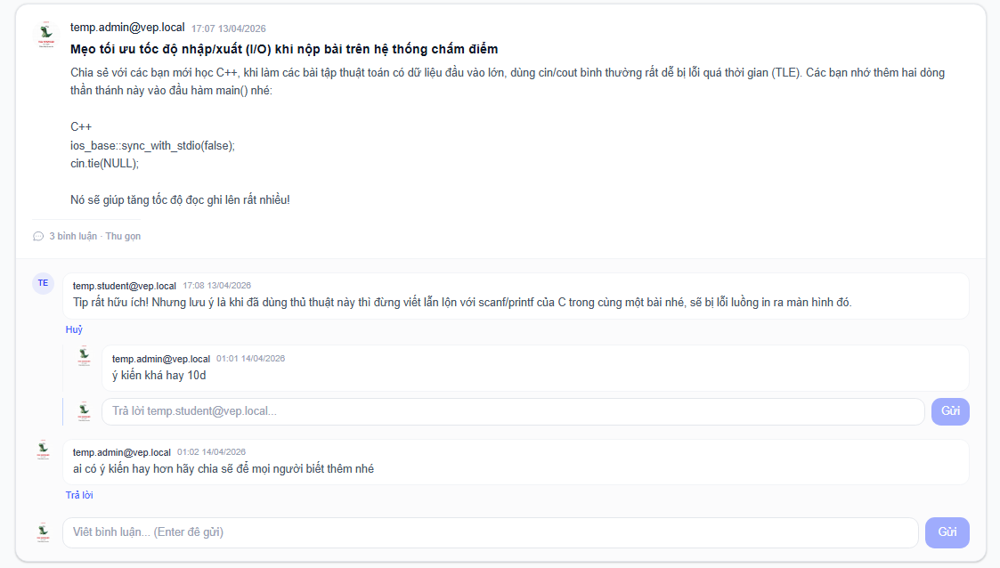 temp.admin@vep.local 17:07 13/04/2026
Mẹo tối ưu tốc độ nhập/xuất (I/O) khi nộp bài trên hệ thống chấm điểm
Chia sẻ với các bạn mới học C++, khi làm các bài tập thuật toán có dữ liệu đầu vào lớn, dùng cin/cout bình thường rất dễ bị lỗi quá thời gian (TLE). Các bạn nhớ thêm hai dòng
thần thánh này vào đầu hàm main() nhé:
C++
ios_base::sync_with_stdio(false);
cin.tie(NULL);
Nó sẽ giúp tăng tốc độ đọc ghi lên rất nhiều!
3 bình luận · Thu gọn
TE
temp.student@vep.local 17:08 13/04/2026
Tip rất hữu ích! Nhưng lưu ý là khi đã dùng thủ thuật này thì đừng viết lẫn lộn với scanf/printf của C trong cùng một bài nhé, sẽ bị lỗi luồng in ra màn hình đó.
Huỷ
temp.admin@vep.local 01:01 14/04/2026
ý kiến khá hay 10d
Trả lời temp.student@vep.local...
Gửi
temp.admin@vep.local 01:02 14/04/2026
ai có ý kiến hay hơn hãy chia sẽ để mọi người biết thêm nhé
Trả lời
Viết bình luận... (Enter để gửi)
Gửi